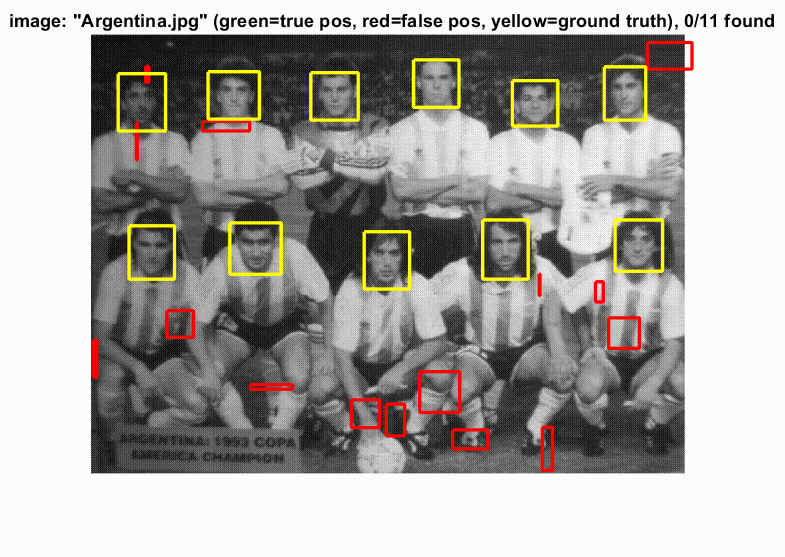 image: "Argentina.jpg" (green=true pos, red=false pos, yellow=ground truth), 0/11 found
ARGENTINA: 1993 COPA
AMERICA CHAMPION